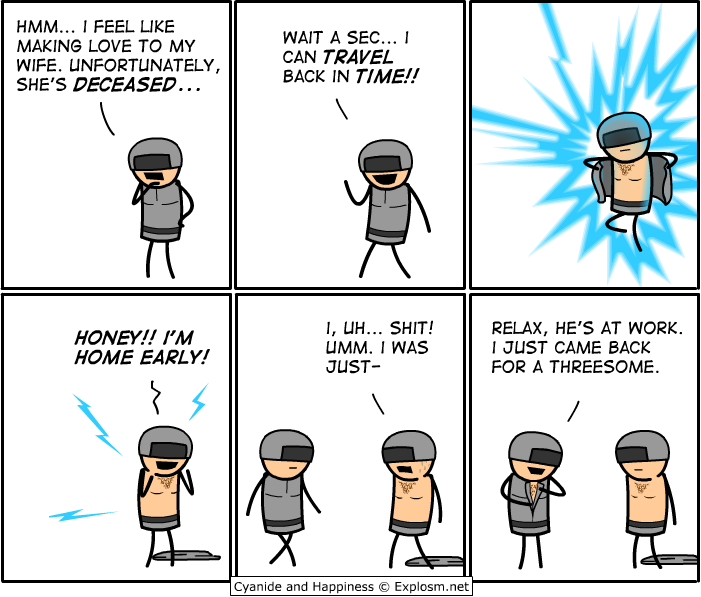 HMM... I FEEL LIKE
MAKING LOVE TO MY
WIFE. UNFORTUNATELY,
SHE'S DECEASED...
WAIT A SEC... I
CAN TRAVEL
BACK IN TIME!!
HONEY!! I'M
HOME EARLY!
I, UH... SHIT!
UMM. I WAS
JUST-
RELAX, HE'S AT WORK.
I JUST CAME BACK
FOR A THREESOME.
Cyanide and Happiness © Explosm.net